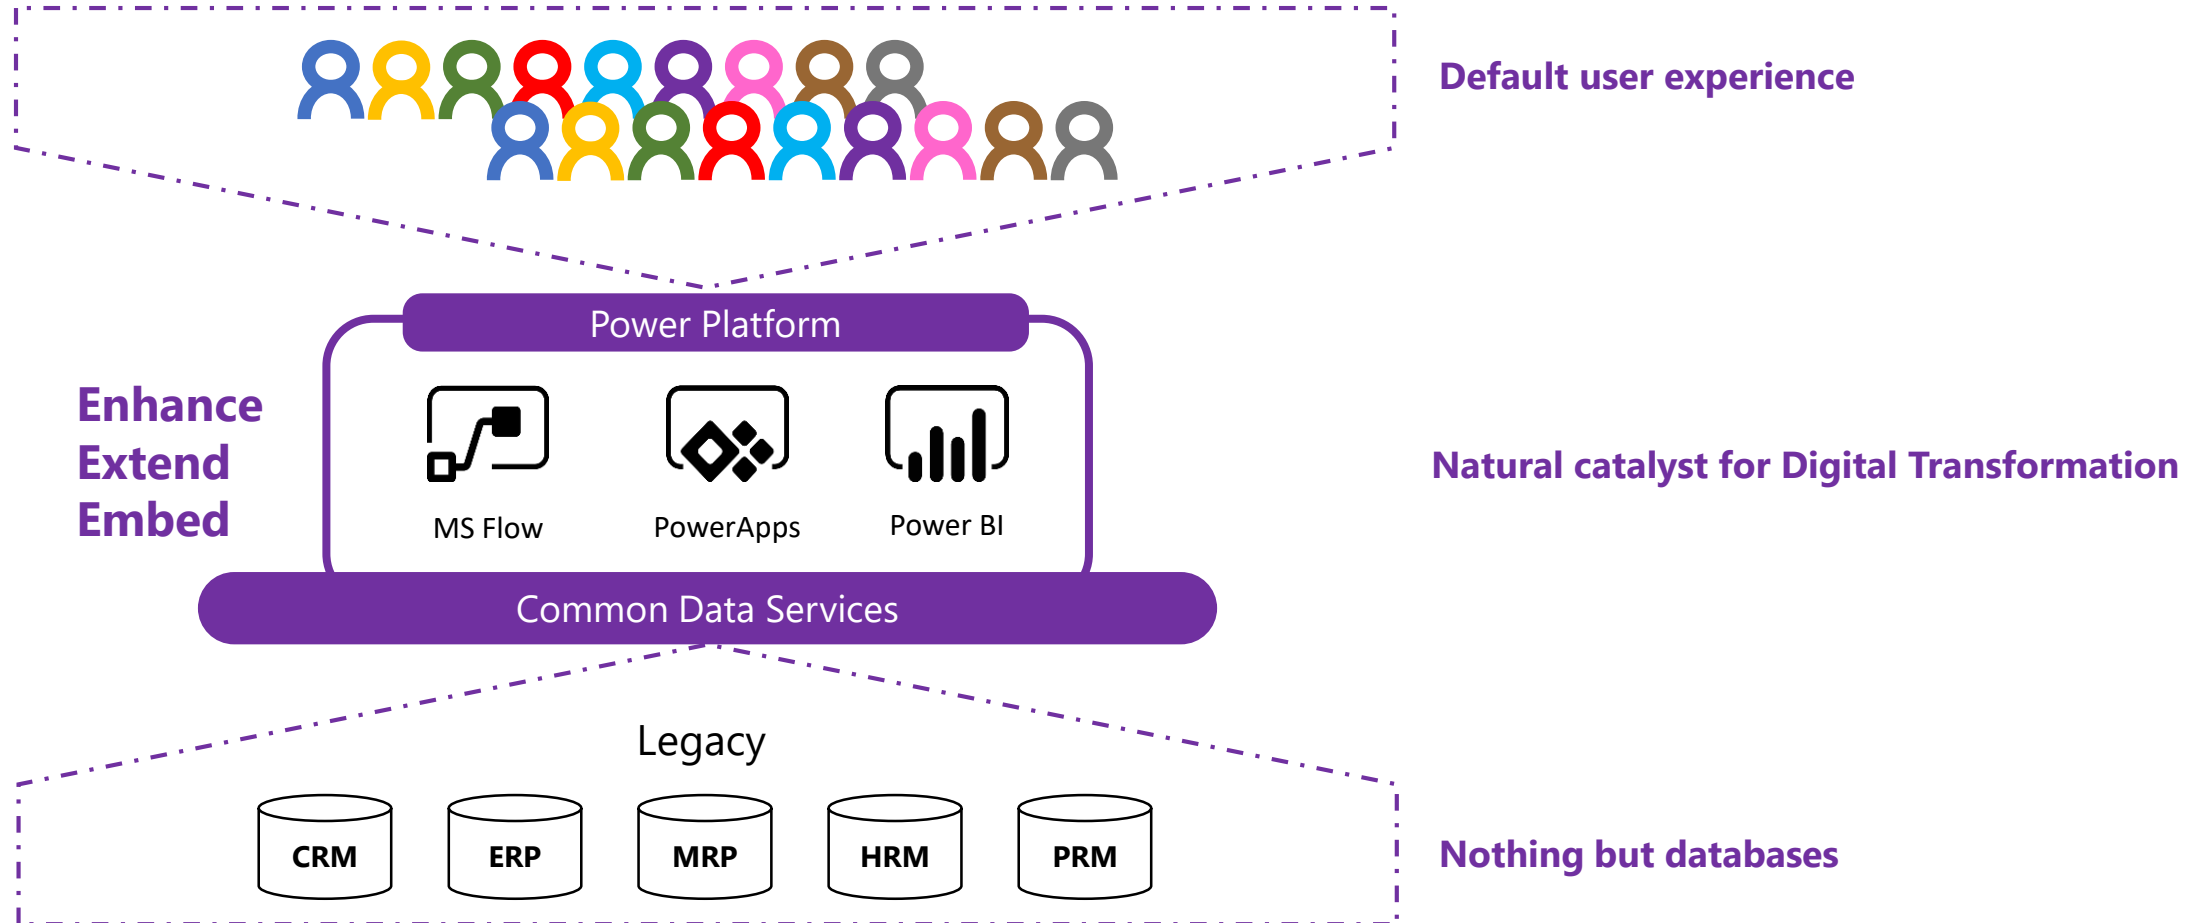 Default user experience
Power Platform
Enhance
Extend
Embed
MS Flow
PowerApps
Power BI
Natural catalyst for Digital Transformation
Common Data Services
Legacy
CRM
ERP
MRP
HRM
PRM
Nothing but databases